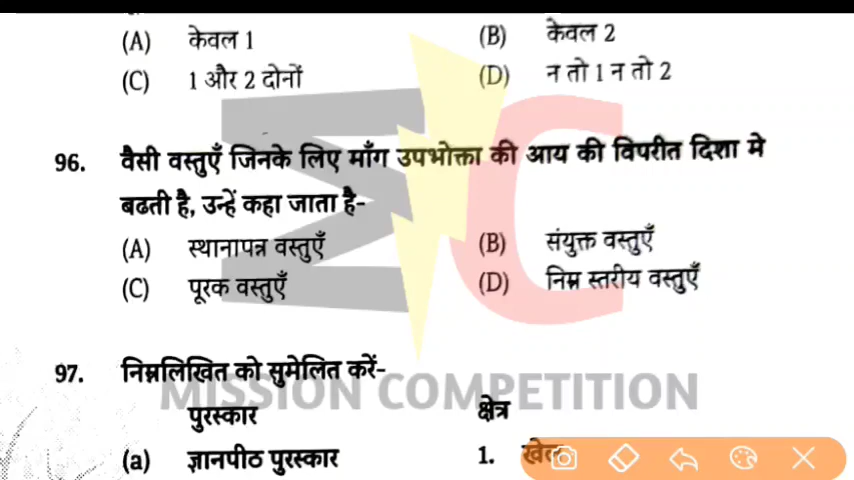 (A) केवल 1 (B) केवल 2
(C) 1 और 2 दोनों (D) न तो 1 न तो 2
96. वैसी वस्तुएँ जिनके लिए माँग उपभोक्ता की आय की विपरीत दिशा मे
बढती है, उन्हें कहा जाता है-
(A) स्थानापन्न वस्तुएँ (B) संयुक्त वस्तुएँ
(C) पूरक वस्तुएँ (D) निम्न स्तरीय वस्तुएँ
97. निम्नलिखित को सुमेलित करें-
MISSION COMPETITION
पुरस्कार क्षेत्र
(a) ज्ञानपीठ पुरस्कार 1. खेल